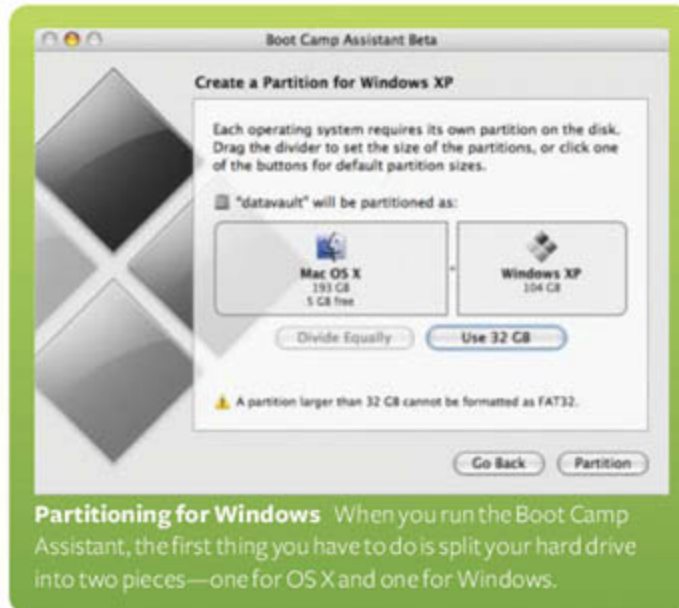 Boot Camp Assistant Beta
Create a Partition for Windows XP
Each operating system requires its own partition on the disk.
Drag the divider to set the size of the partitions, or click one
of the buttons for default partition sizes.
"datavault" will be partitioned as:
Mac OS X
193 GB
5 GB free
Windows XP
104 GB
Divide Equally
Use 32 GB
A partition larger than 32 GB cannot be formatted as FAT32.
Go Back
Partition
Partitioning for Windows When you run the Boot Camp
Assistant, the first thing you have to do is split your hard drive
into two pieces—one for OS X and one for Windows.